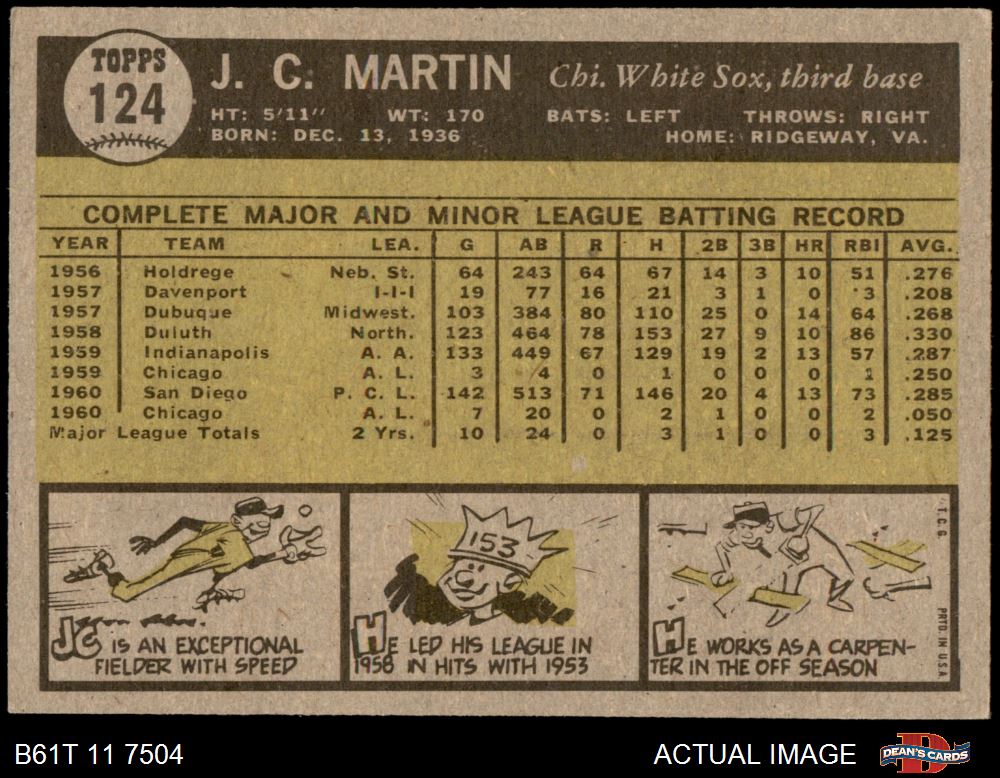 TOPPS
124
J. C. MARTIN Chi. White Sox, third base
HT: 5'11" WT: 170 BATS: LEFT THROWS: RIGHT
BORN: DEC. 13, 1936 HOME: RIDGEWAY, VA.
COMPLETE MAJOR AND MINOR LEAGUE BATTING RECORD
YEAR TEAM LEA. G AB R H 2B 3B HR RBI AVG.
1956 Holdrege Neb. St. 64 243 64 67 14 3 10 51 .276
1957 Davenport I-I-I 19 77 16 21 3 1 0 3 .208
1957 Dubuque Midwest. 103 384 80 110 25 0 14 64 .268
1958 Duluth North. 123 464 78 153 27 9 10 86 .330
1959 Indianapolis A. A. 133 449 67 129 19 2 13 57 .287
1959 Chicago A. L. 3 4 0 1 0 0 0 1 .250
1960 San Diego P. C. L. 142 513 71 146 20 4 13 73 .285
1960 Chicago A. L. 7 20 0 2 1 0 0 2 .050
Major League Totals 2 Yrs. 10 24 0 3 1 0 0 3 .125
JC IS AN EXCEPTIONAL
FIELDER WITH SPEED
153
HE LED HIS LEAGUE IN
1958 IN HITS WITH 1953
HE WORKS AS A CARPEN-
TER IN THE OFF SEASON
T.C.G. PRTD. IN U.S.A.
B61T 11 7504 ACTUAL IMAGE DEAN'S CARDS